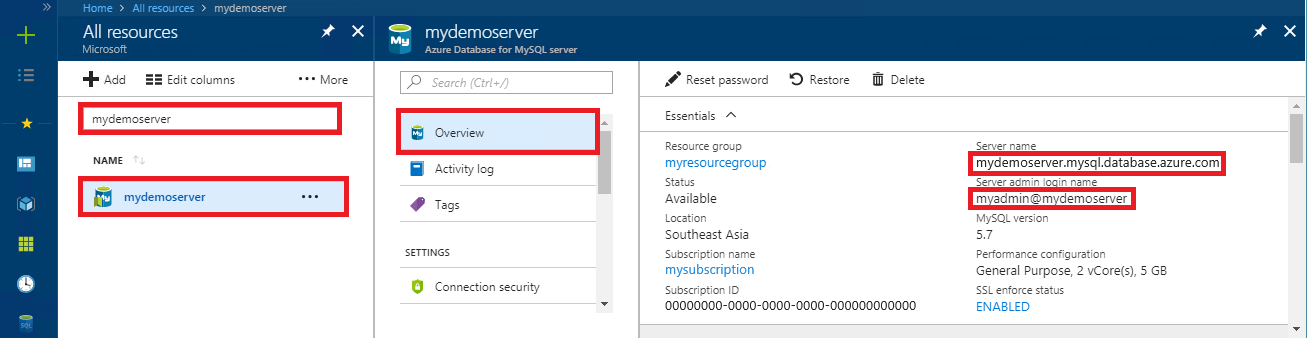 Home > All resources > mydemoserver
All resources
Microsoft
Add
Edit columns
More
mydemoserver
NAME
mydemoserver
My
mydemoserver
Azure Database for MySQL server
Search (Ctrl+/)
Overview
Activity log
Tags
SETTINGS
Connection security
Reset password
Restore
Delete
Essentials
Resource group
myresourcegroup
Status
Available
Location
Southeast Asia
Subscription name
mysubscription
Subscription ID
00000000-0000-0000-0000-000000000000
Server name
mydemoserver.mysql.database.azure.com
Server admin login name
myadmin@mydemoserver
MySQL version
5.7
Performance configuration
General Purpose, 2 vCore(s), 5 GB
SSL enforce status
ENABLED
SQL